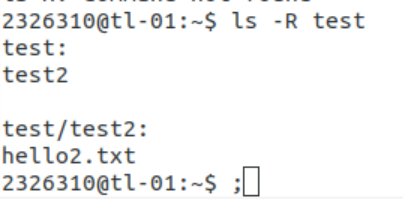 2326310@tl-01:~$ ls -R test
test:
test2
test/test2:
hello2.txt
2326310@tl-01:~$ ;